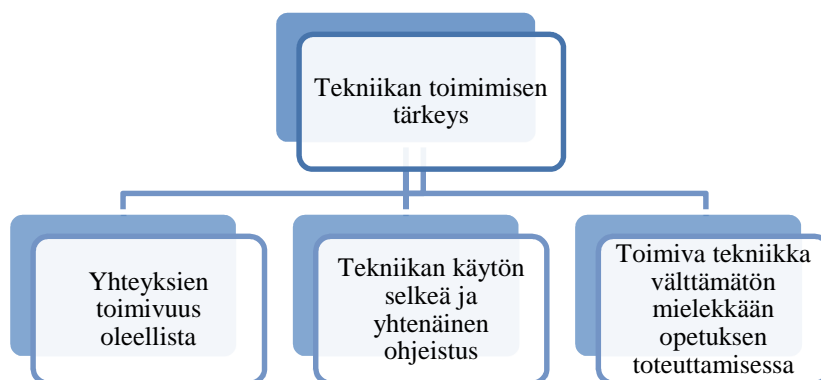 Tekniikan toimimisen
tärkeys
Yhteyksien
toimivuus
oleellista
Tekniikan käytön
selkeä ja
yhtenäinen
ohjeistus
Toimiva tekniikka
välttämätön
mielekkään
opetuksen
toteuttamisessa